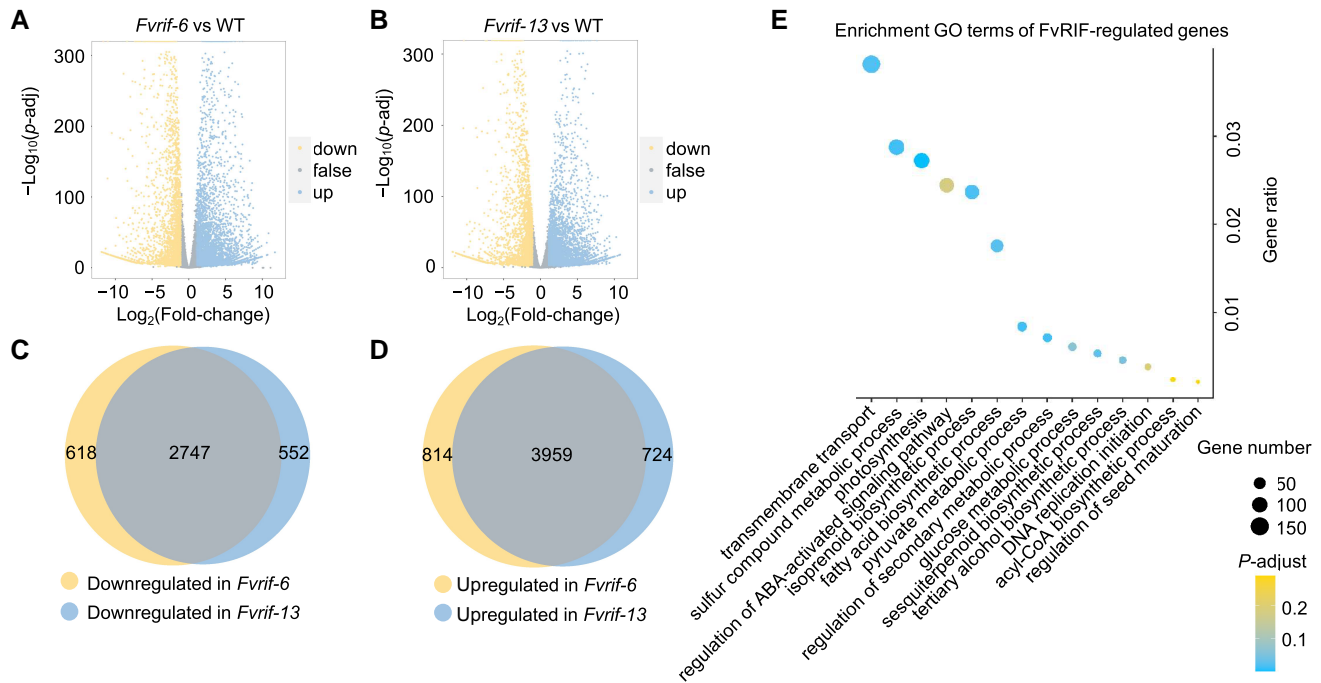 A
Fvrif-6 vs WT
−Log10(p-adj)
300
200
100
0
−10
−5
0
5
10
Log2(Fold-change)
down
false
up
B
Fvrif-13 vs WT
−Log10(p-adj)
300
200
100
0
−10
−5
0
5
10
Log2(Fold-change)
down
false
up
C
618
2747
552
Downregulated in Fvrif-6
Downregulated in Fvrif-13
D
814
3959
724
Upregulated in Fvrif-6
Upregulated in Fvrif-13
E
Enrichment GO terms of FvRIF-regulated genes
0.03
0.02
0.01
Gene ratio
transmembrane transport
sulfur compound metabolic process
photosynthesis
regulation of ABA-activated signaling pathway
isoprenoid biosynthetic process
fatty acid biosynthetic process
pyruvate metabolic process
regulation of secondary metabolic process
glucose metabolic process
sesquiterpenoid biosynthetic process
tertiary alcohol biosynthetic process
DNA replication initiation
acyl-CoA biosynthetic process
regulation of seed maturation
Gene number
50
100
150
P-adjust
0.2
0.1